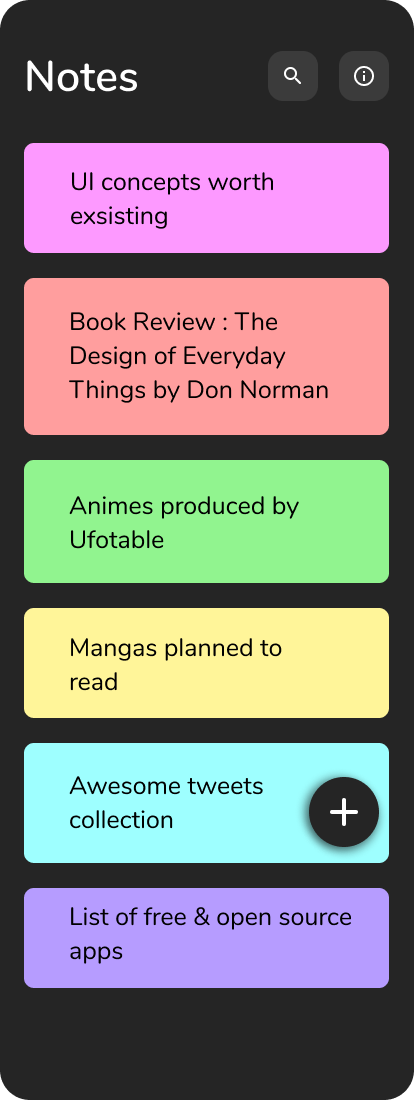 Notes
UI concepts worth
exsisting
Book Review : The
Design of Everyday
Things by Don Norman
Animes produced by
Ufotable
Mangas planned to
read
Awesome tweets
collection
List of free & open source
apps